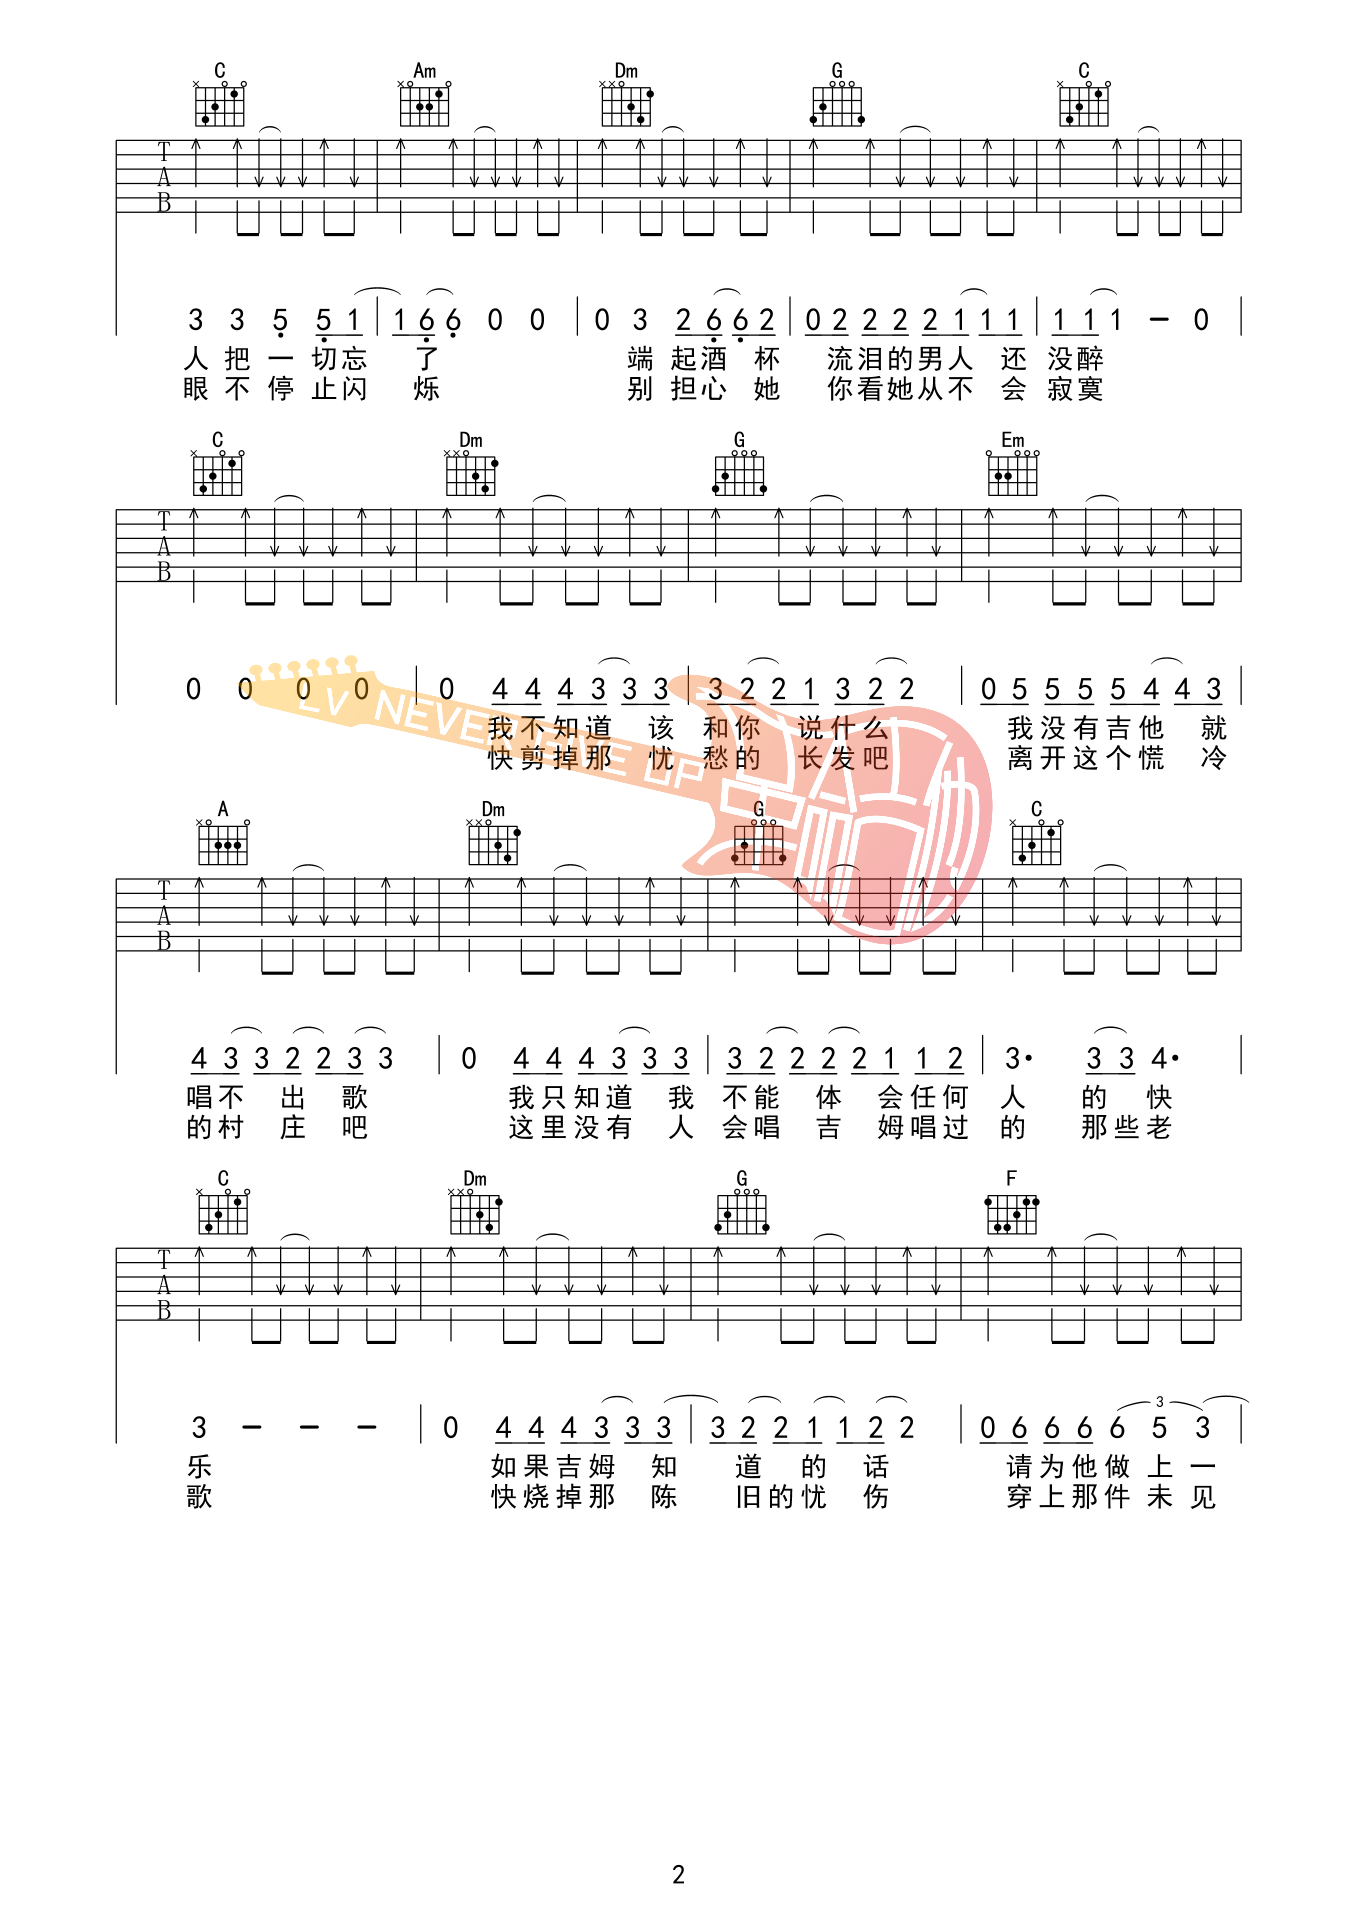 C Am Dm G C
T
A
B
3 3 5 5 1 1 6 6 0 0 0 3 2 6 6 2 0 2 2 2 2 1 1 1 1 1 1 – 0
人把一切忘了 端起酒杯 流泪的男人还没醉
眼不停止闪烁 别担心她 你看她从不会寂寞
C Dm G Em
T
A
B
0 0 0 0 0 4 4 4 3 3 3 3 2 2 1 3 2 2 0 5 5 5 5 4 4 3
我不知道该和你说什么 我没有吉他就
快剪掉那忧愁的长发吧 离开这个慌冷
LV NEVER GIVE UP
A Dm G C
T
A
B
4 3 3 2 2 3 3 0 4 4 4 3 3 3 3 2 2 2 2 1 1 2 3· 3 3 4·
唱不出歌 我只知道我不能体会任何人的快
的村庄吧 这里没有人会唱吉姆唱过的那些老
C Dm G F
T
A
B
3 – – – 0 4 4 4 3 3 3 3 2 2 1 1 2 2 0 6 6 6 6 5 3
3
乐 如果吉姆知道的话 请为他做上一
歌 快烧掉那陈旧的忧伤 穿上那件未见
2